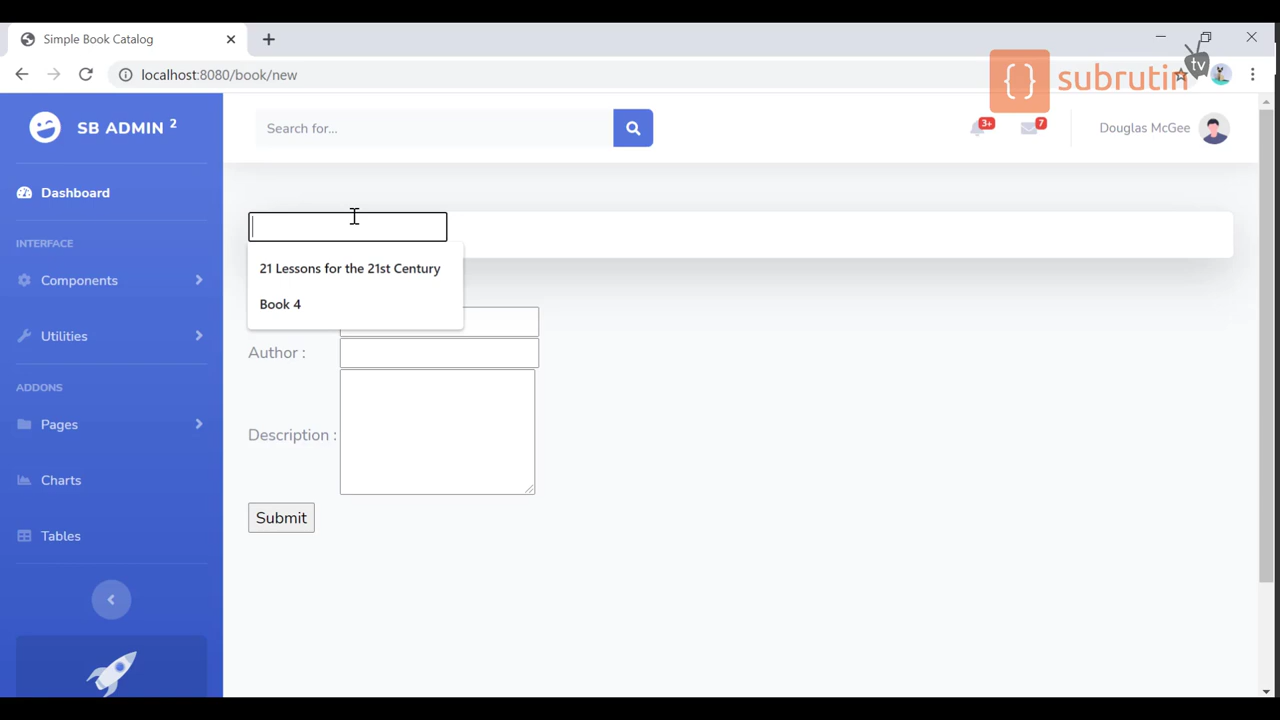 Simple Book Catalog
localhost:8080/book/new
{ } subrutin tv
SB ADMIN 2
Search for...
3+
7
Douglas McGee
Dashboard
INTERFACE
Components
Utilities
ADDONS
Pages
Charts
Tables
21 Lessons for the 21st Century
Book 4
Author :
Description :
Submit